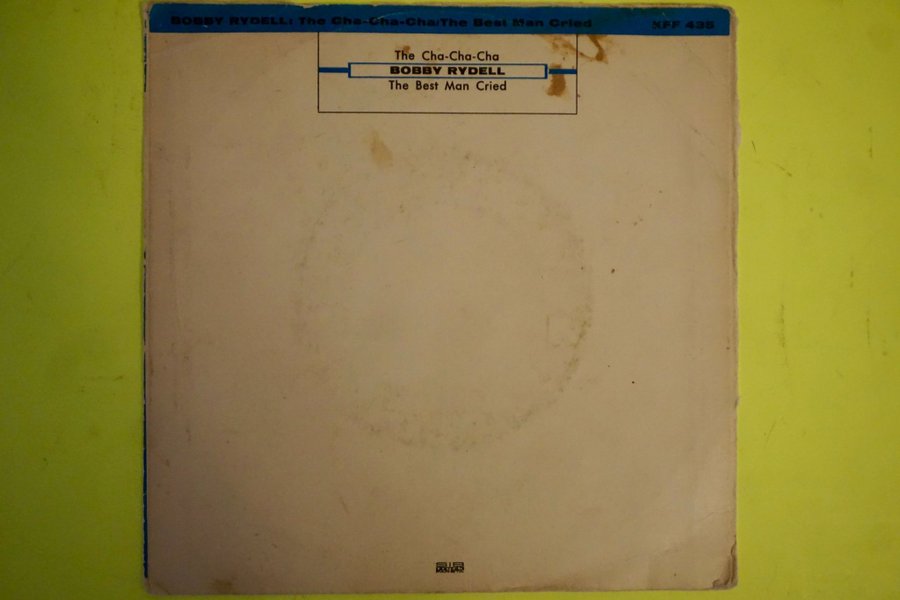 BOBBY RYDELL: The Cha-Cha-Cha/The Best Man Cried XFF 435
The Cha-Cha-Cha
BOBBY RYDELL
The Best Man Cried